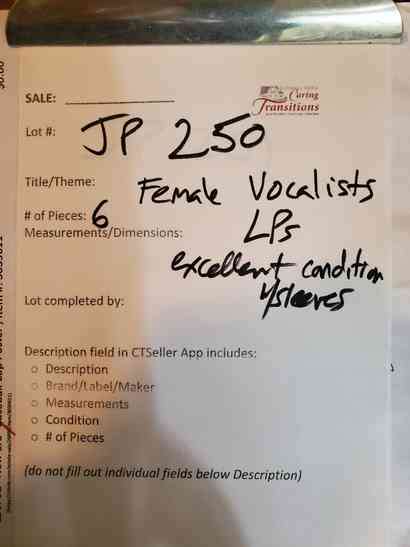 SALE:
Caring
Transitions
Lot #: JP 250
Title/Theme: Female Vocalists
# of Pieces: 6 LPs
Measurements/Dimensions:
excellent condition
w/sleeves
Lot completed by:
Description field in CTSeller App includes:
o Description
o Brand/Label/Maker
o Measurements
o Condition
o # of Pieces
(do not fill out individual fields below Description)